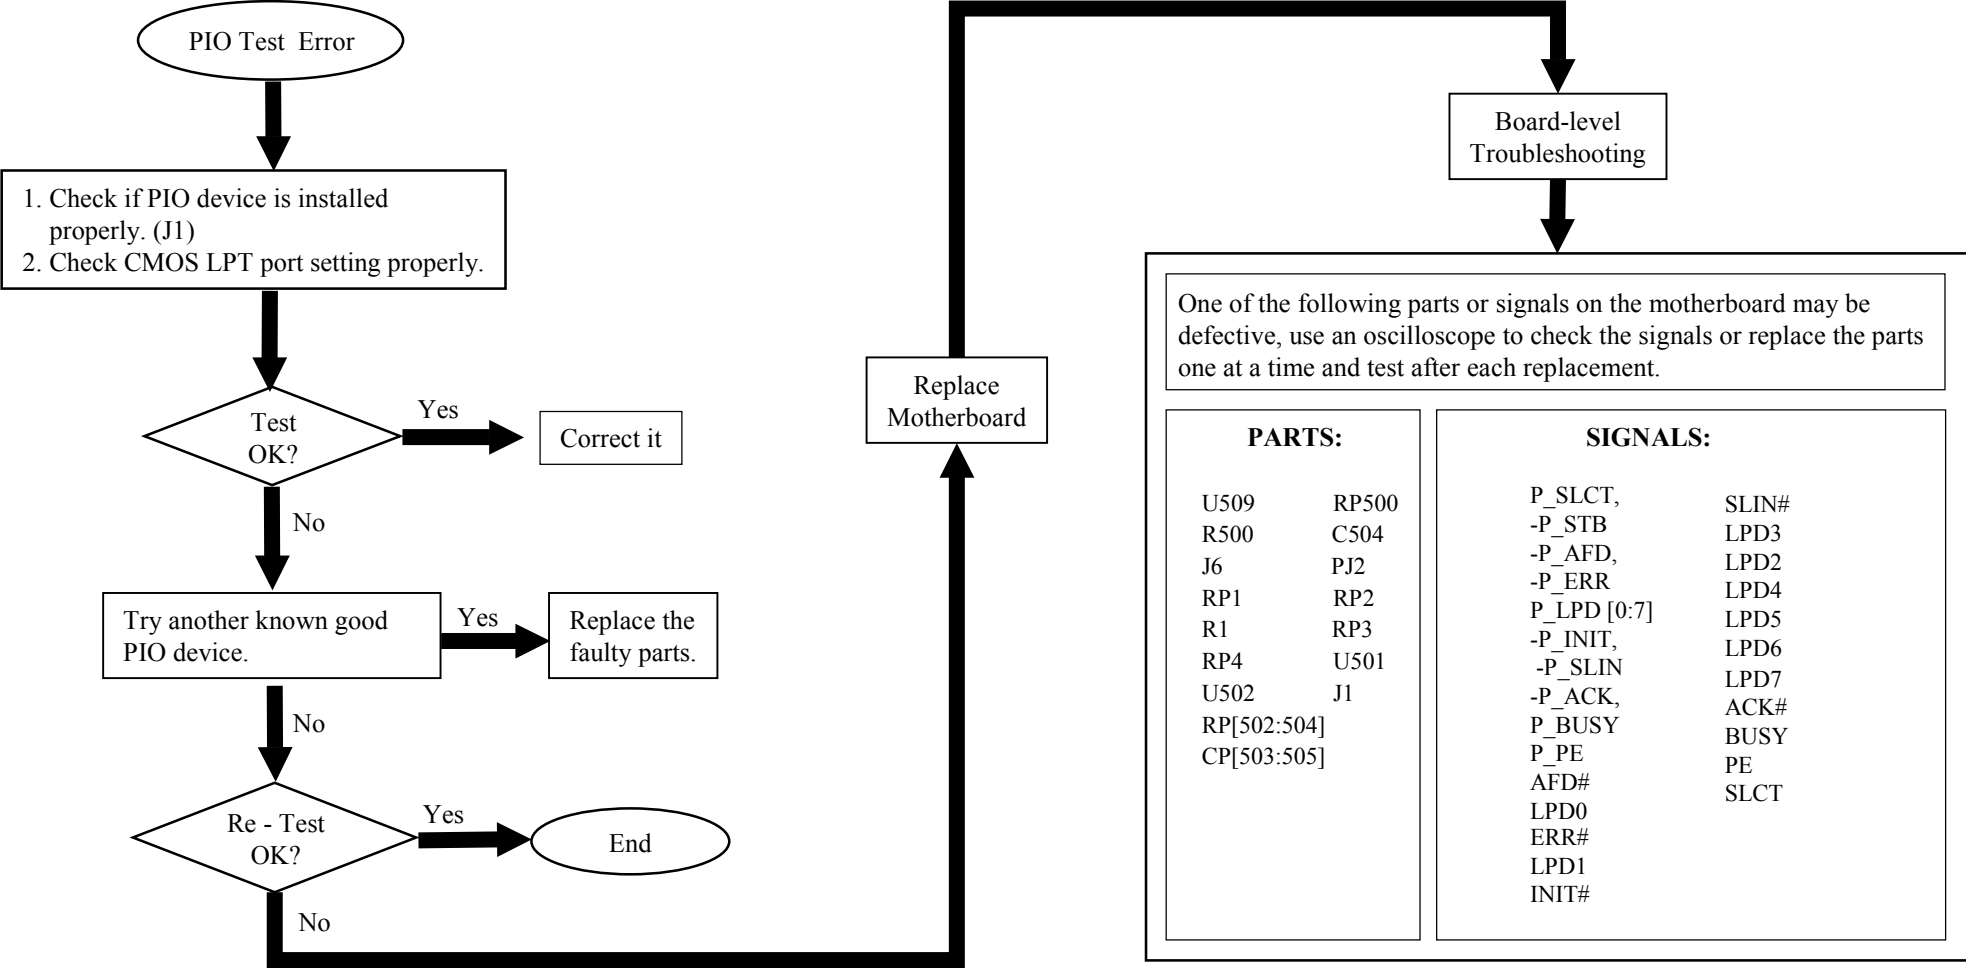 PIO Test Error
1. Check if PIO device is installed
properly. (J1)
2. Check CMOS LPT port setting properly.
Test
OK?
Yes
Correct it
No
Try another known good
PIO device.
Yes
Replace the
faulty parts.
No
Re - Test
OK?
Yes
End
No
Replace
Motherboard
Board-level
Troubleshooting
One of the following parts or signals on the motherboard may be
defective, use an oscilloscope to check the signals or replace the parts
one at a time and test after each replacement.
PARTS:
U509
R500
J6
RP1
R1
RP4
U502
RP[502:504]
CP[503:505]
RP500
C504
PJ2
RP2
RP3
U501
J1
SIGNALS:
P_SLCT,
-P_STB
-P_AFD,
-P_ERR
P_LPD [0:7]
-P_INIT,
-P_SLIN
-P_ACK,
P_BUSY
P_PE
AFD#
LPD0
ERR#
LPD1
INIT#
SLIN#
LPD3
LPD2
LPD4
LPD5
LPD6
LPD7
ACK#
BUSY
PE
SLCT